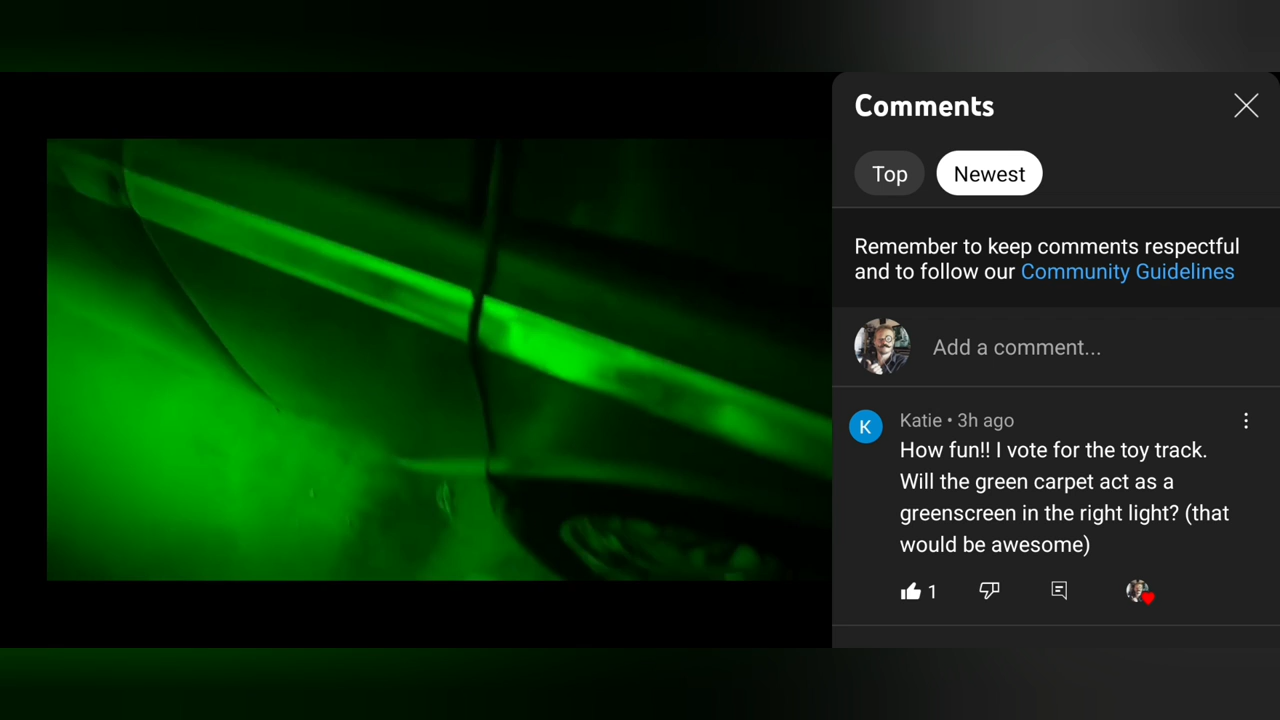 Comments
Top
Newest
Remember to keep comments respectful
and to follow our Community Guidelines
Add a comment...
K
Katie • 3h ago
How fun!! I vote for the toy track.
Will the green carpet act as a
greenscreen in the right light? (that
would be awesome)
1